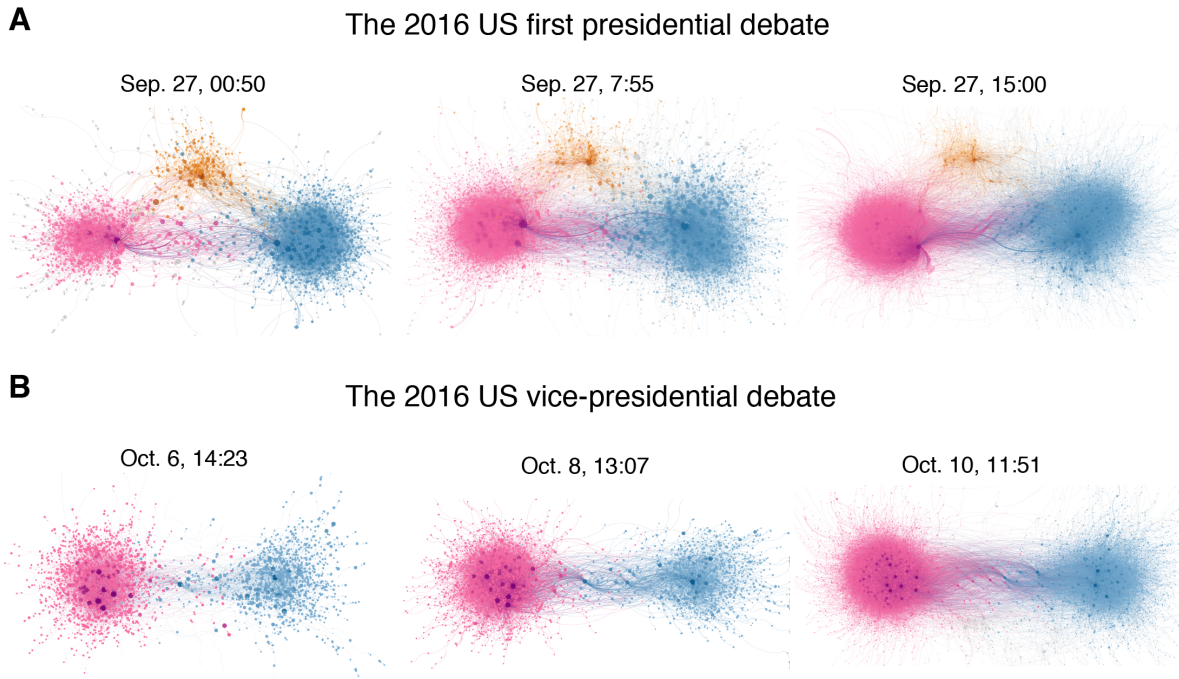 A
The 2016 US first presidential debate
Sep. 27, 00:50
Sep. 27, 7:55
Sep. 27, 15:00
B
The 2016 US vice-presidential debate
Oct. 6, 14:23
Oct. 8, 13:07
Oct. 10, 11:51